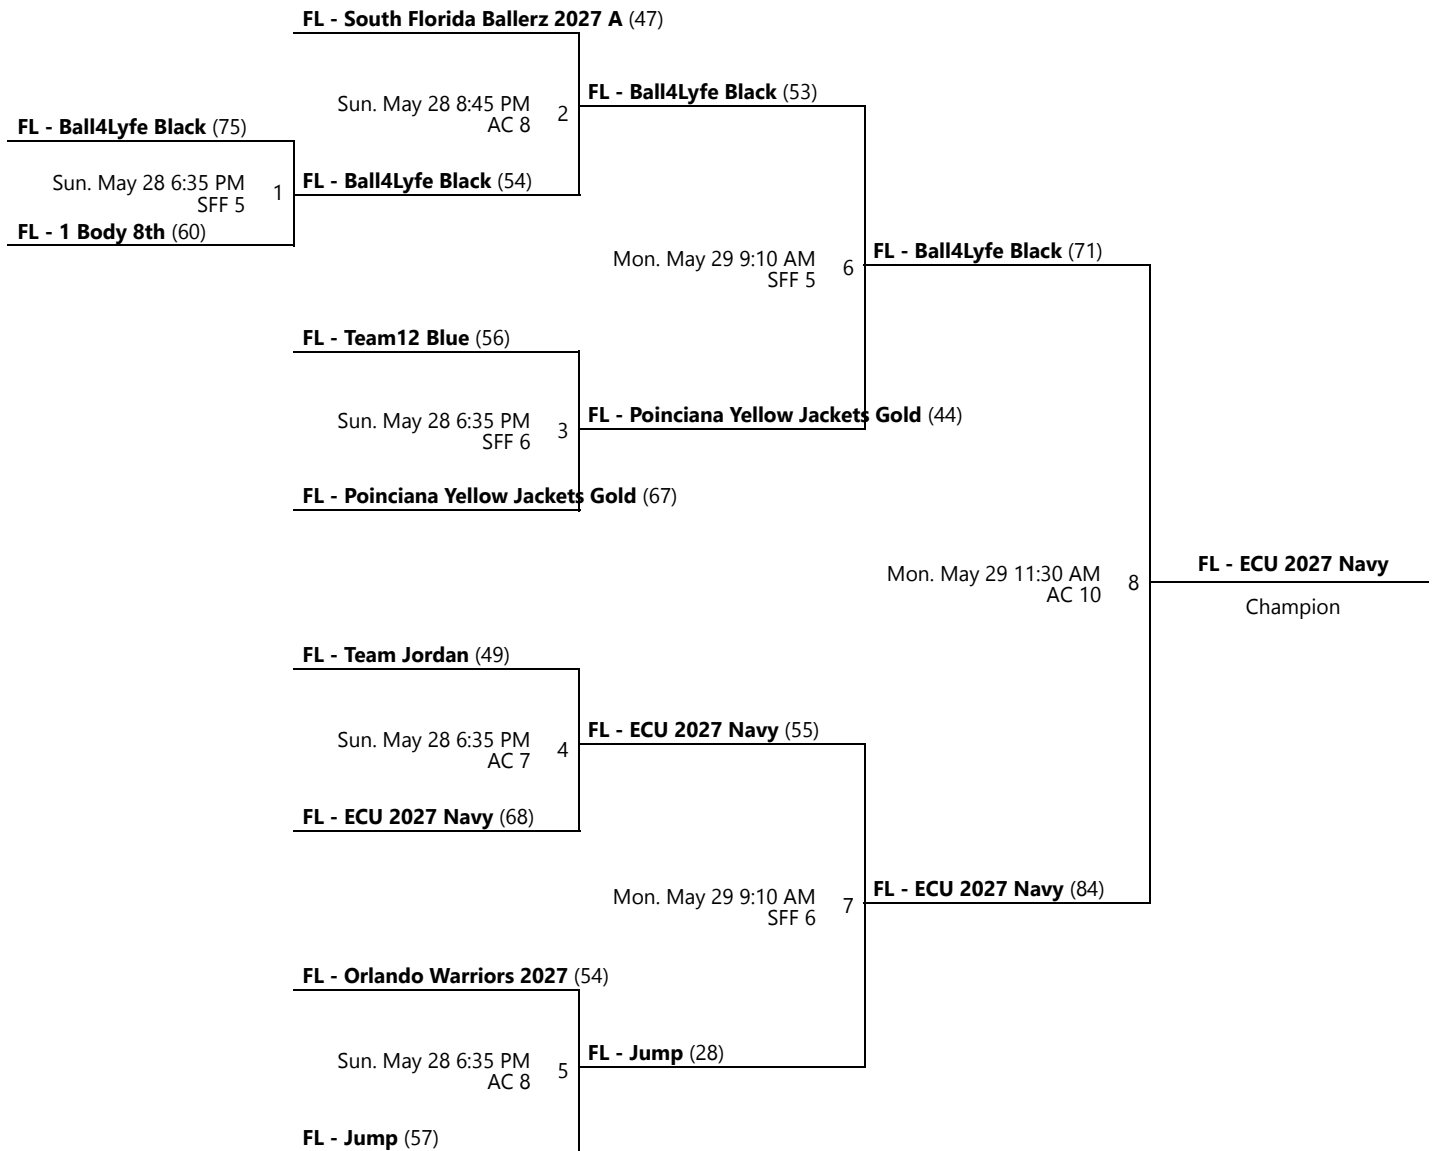 FL - South Florida Ballerz 2027 A (47)
Sun. May 28 8:45 PM
AC 8
2
FL - Ball4Lyfe Black (53)
FL - Ball4Lyfe Black (75)
Sun. May 28 6:35 PM
SFF 5
1
FL - Ball4Lyfe Black (54)
FL - 1 Body 8th (60)
Mon. May 29 9:10 AM
SFF 5
6
FL - Ball4Lyfe Black (71)
FL - Team12 Blue (56)
Sun. May 28 6:35 PM
SFF 6
3
FL - Poinciana Yellow Jackets Gold (44)
FL - Poinciana Yellow Jackets Gold (67)
Mon. May 29 11:30 AM
AC 10
8
FL - ECU 2027 Navy
Champion
FL - Team Jordan (49)
Sun. May 28 6:35 PM
AC 7
4
FL - ECU 2027 Navy (55)
FL - ECU 2027 Navy (68)
Mon. May 29 9:10 AM
SFF 6
7
FL - ECU 2027 Navy (84)
FL - Orlando Warriors 2027 (54)
Sun. May 28 6:35 PM
AC 8
5
FL - Jump (28)
FL - Jump (57)